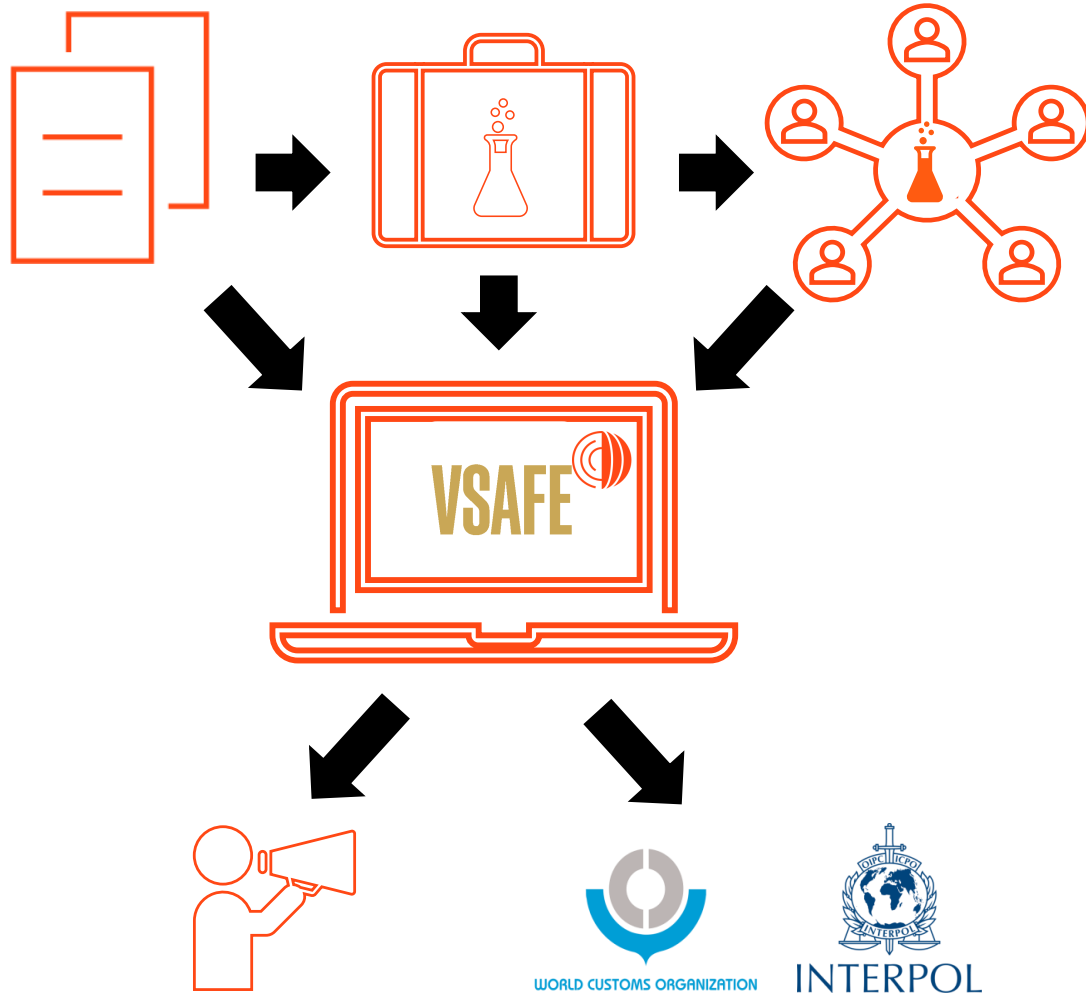 VSAFE
OIPC ICPO
INTERPOL
WORLD CUSTOMS ORGANIZATION
INTERPOL